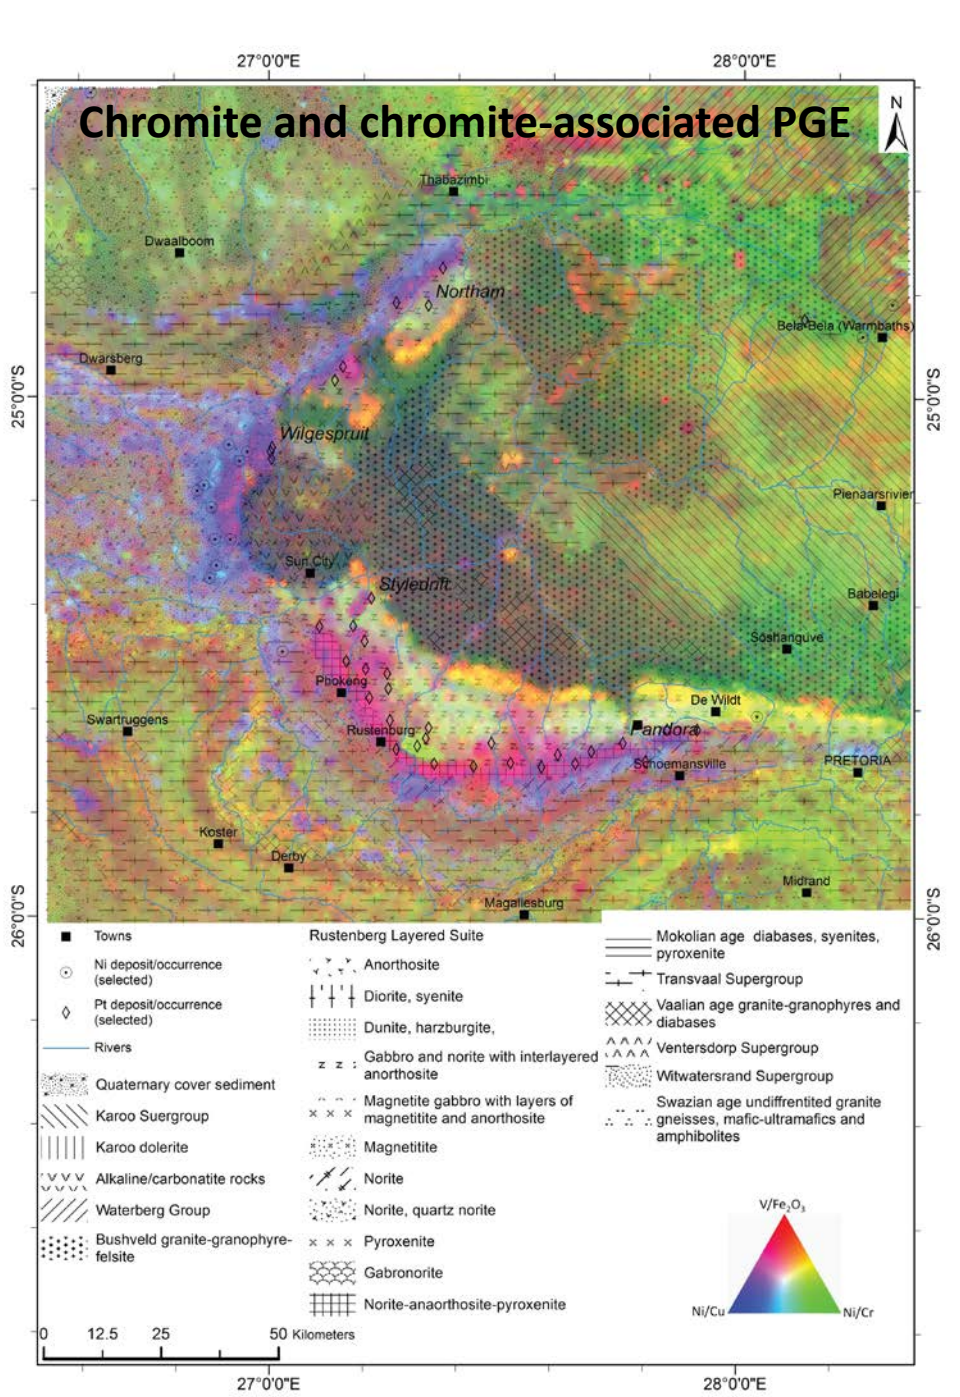 27°0'0"E
28°0'0"E
Chromite and chromite-associated PGE
N
Thabazimbi
Dwaalboom
Northam
Bela-Bela (Warmbaths)
Dwarsberg
25°0'0"S
25°0'0"S
Wilgespruit
Pienaarsrivier
Sun City
Styledrift
Babelegi
Soshanguve
Phokeng
De Wildt
Swartruggens
Rustenburg
Pandora
Schoemansville
PRETORIA
Koster
Derby
Midrand
Magaliesburg
26°0'0"S
26°0'0"S
Towns
Ni deposit/occurrence
(selected)
Pt deposit/occurrence
(selected)
Rivers
Quaternary cover sediment
Karoo Suergroup
Karoo dolerite
Alkaline/carbonatite rocks
Waterberg Group
Bushveld granite-granophyre-
felsite
Rustenberg Layered Suite
Anorthosite
Diorite, syenite
Dunite, harzburgite,
Gabbro and norite with interlayered
anorthosite
Magnetite gabbro with layers of
magnetitite and anorthosite
Magnetitite
Norite
Norite, quartz norite
Pyroxenite
Gabronorite
Norite-anaorthosite-pyroxenite
Mokolian age diabases, syenites,
pyroxenite
Transvaal Supergroup
Vaalian age granite-granophyres and
diabases
Ventersdorp Supergroup
Witwatersrand Supergroup
Swazian age undiffrentited granite
gneisses, mafic-ultramafics and
amphibolites
V/Fe₂O₃
Ni/Cu
Ni/Cr
0 12.5 25 50 Kilometers
27°0'0"E
28°0'0"E